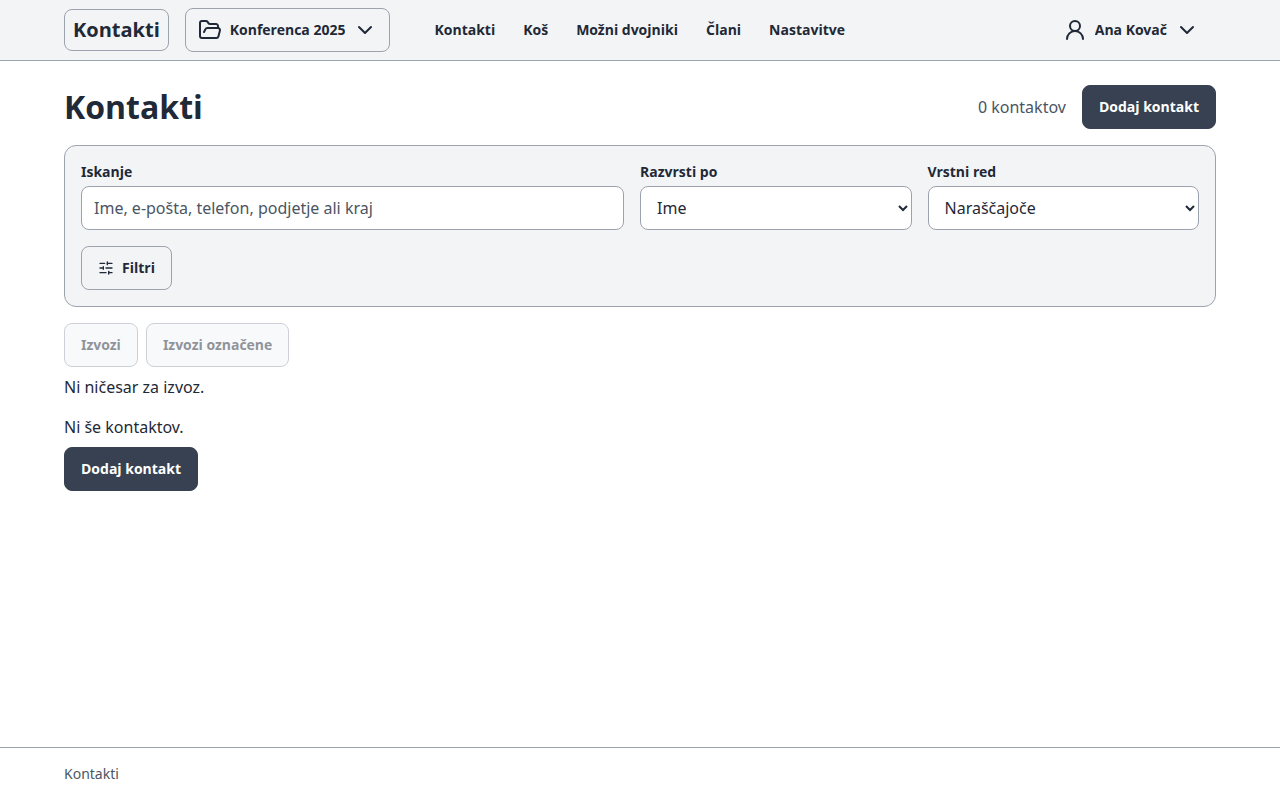 Kontakti
Konferenca 2025
Kontakti
Koš
Možni dvojniki
Člani
Nastavitve
Ana Kovač
Kontakti
0 kontaktov
Dodaj kontakt
Iskanje
Razvrsti po
Vrstni red
Ime, e-pošta, telefon, podjetje ali kraj
Ime
Naraščajoče
Filtri
Izvozi
Izvozi označene
Ni ničesar za izvoz.
Ni še kontaktov.
Dodaj kontakt
Kontakti